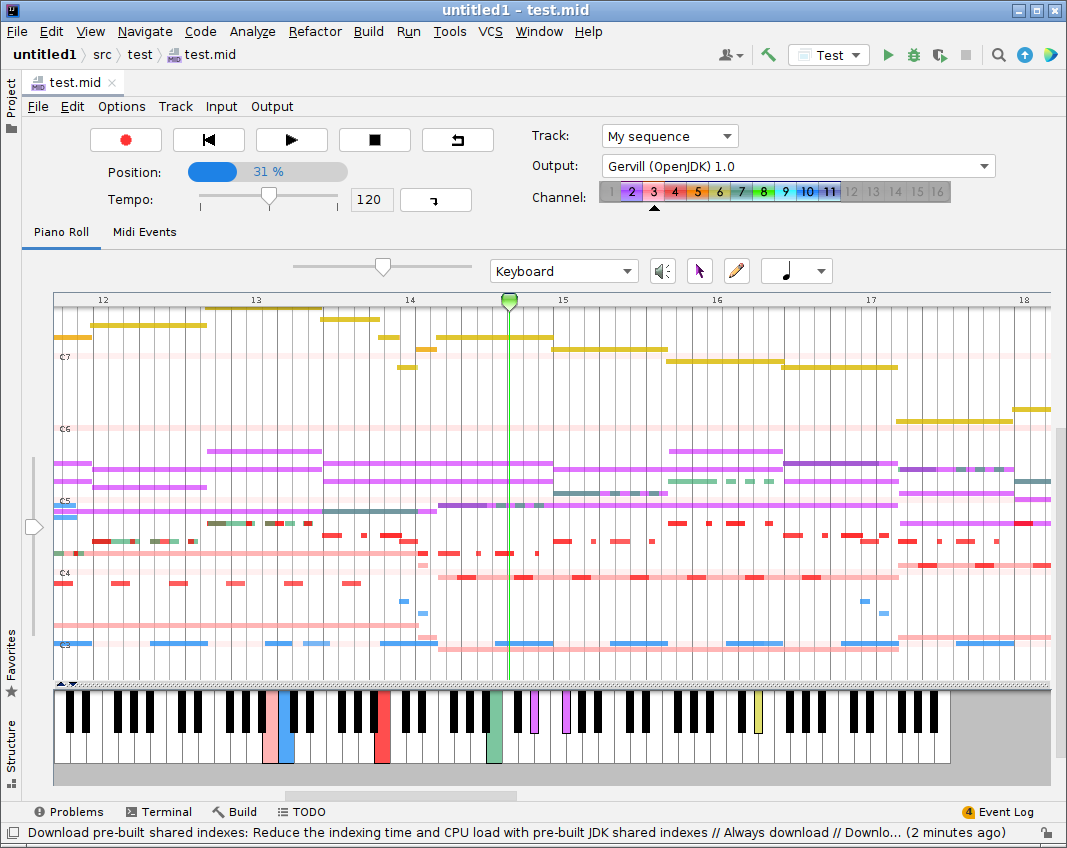 untitled1 – test.mid
File Edit View Navigate Code Analyze Refactor Build Run Tools VCS Window Help
untitled1 src test test.mid Test
Project
test.mid
File Edit Options Track Input Output
Track: My sequence
Output: Gervill (OpenJDK) 1.0
Position: 31 %
Channel: 1 2 3 4 5 6 7 8 9 10 11 12 13 14 15 16
Tempo: 120
Piano Roll Midi Events
Keyboard
12 13 14 15 16 17 18
C7
C6
C5
C4
C3
Favorites
Structure
Problems Terminal Build TODO 4 Event Log
Download pre-built shared indexes: Reduce the indexing time and CPU load with pre-built JDK shared indexes // Always download // Downlo... (2 minutes ago)